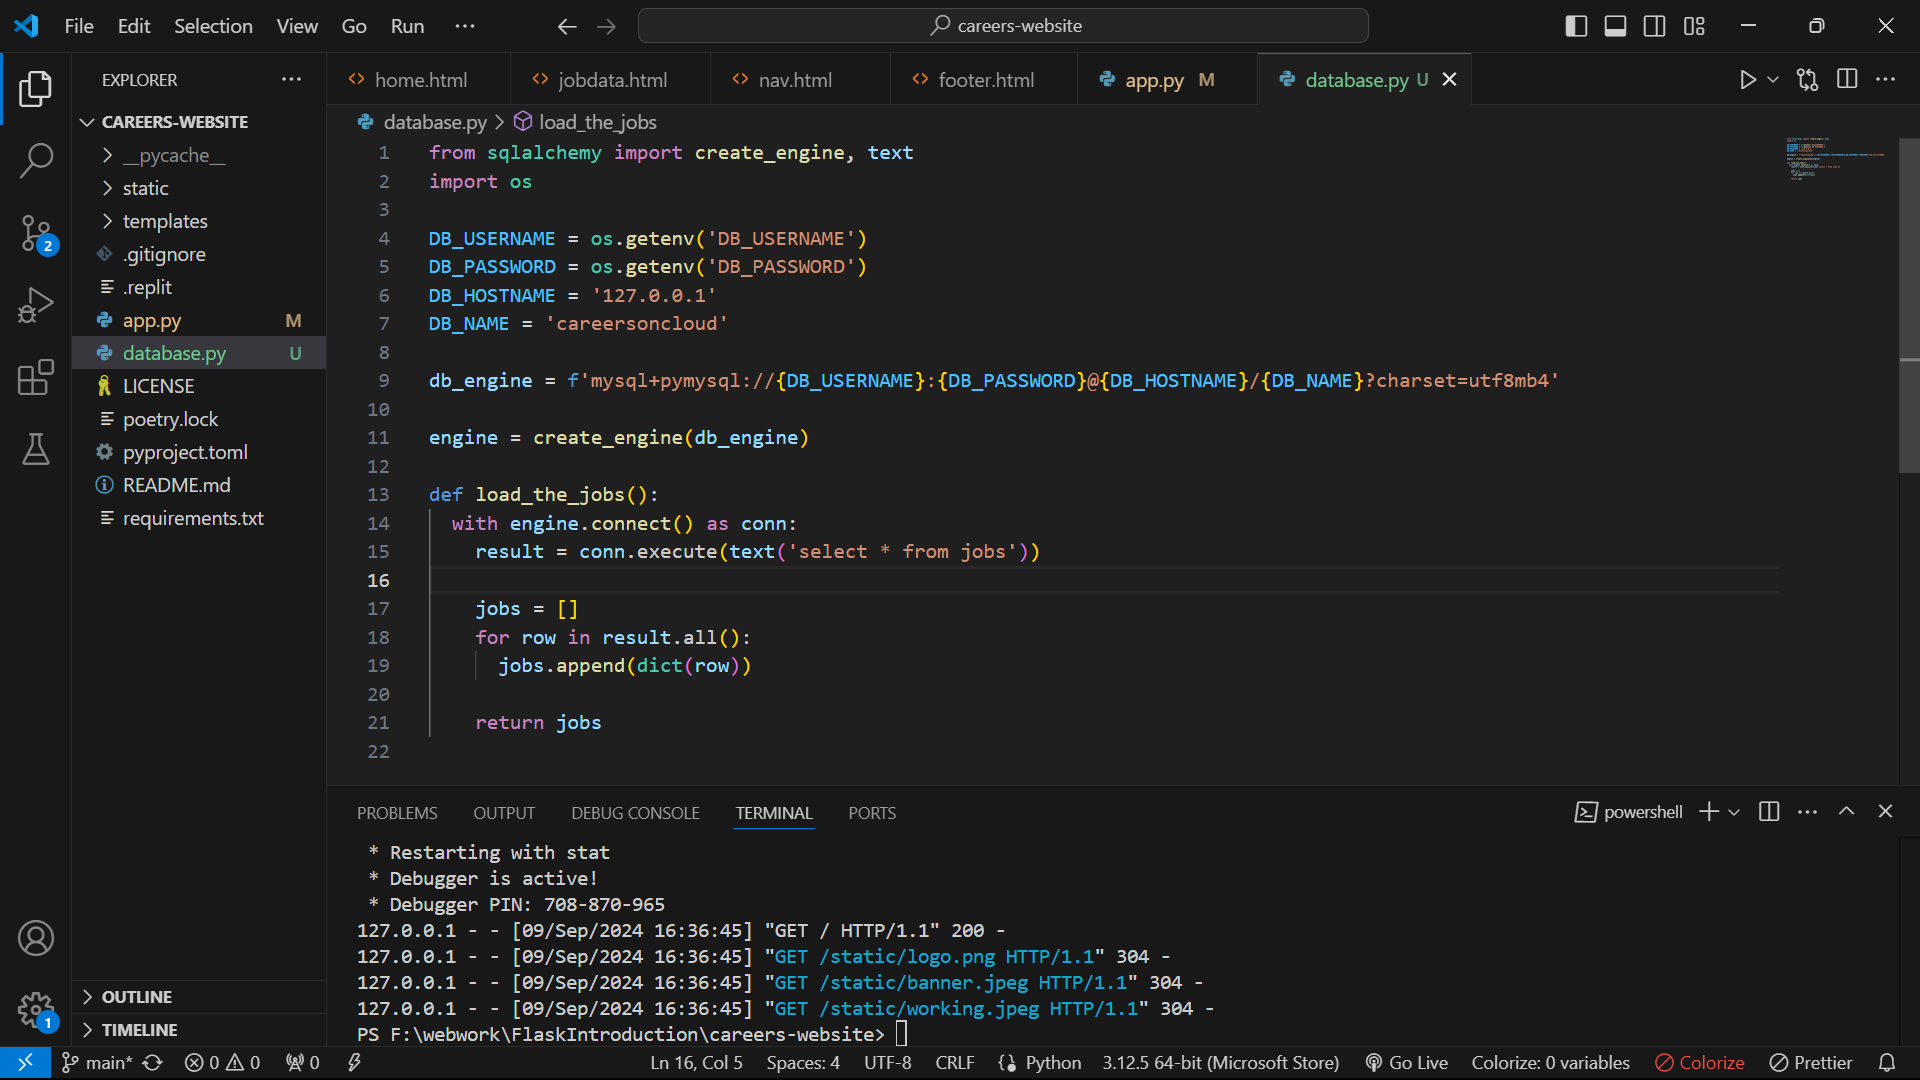 File Edit Selection View Go Run ··· careers-website
EXPLORER ···
CAREERS-WEBSITE
__pycache__
static
templates
.gitignore
.replit
app.py M
database.py U
LICENSE
poetry.lock
pyproject.toml
README.md
requirements.txt
OUTLINE
TIMELINE
2
1
home.html jobdata.html nav.html footer.html app.py M database.py U
database.py > load_the_jobs
1 from sqlalchemy import create_engine, text
2 import os
3
4 DB_USERNAME = os.getenv('DB_USERNAME')
5 DB_PASSWORD = os.getenv('DB_PASSWORD')
6 DB_HOSTNAME = '127.0.0.1'
7 DB_NAME = 'careersoncloud'
8
9 db_engine = f'mysql+pymysql://{DB_USERNAME}:{DB_PASSWORD}@{DB_HOSTNAME}/{DB_NAME}?charset=utf8mb4'
10
11 engine = create_engine(db_engine)
12
13 def load_the_jobs():
14 with engine.connect() as conn:
15 result = conn.execute(text('select * from jobs'))
16
17 jobs = []
18 for row in result.all():
19 jobs.append(dict(row))
20
21 return jobs
22
PROBLEMS OUTPUT DEBUG CONSOLE TERMINAL PORTS powershell
* Restarting with stat
* Debugger is active!
* Debugger PIN: 708-870-965
127.0.0.1 - - [09/Sep/2024 16:36:45] "GET / HTTP/1.1" 200 -
127.0.0.1 - - [09/Sep/2024 16:36:45] "GET /static/logo.png HTTP/1.1" 304 -
127.0.0.1 - - [09/Sep/2024 16:36:45] "GET /static/banner.jpeg HTTP/1.1" 304 -
127.0.0.1 - - [09/Sep/2024 16:36:45] "GET /static/working.jpeg HTTP/1.1" 304 -
PS F:\webwork\FlaskIntroduction\careers-website>
main* 0 0 0 Ln 16, Col 5 Spaces: 4 UTF-8 CRLF Python 3.12.5 64-bit (Microsoft Store) Go Live Colorize: 0 variables Colorize Prettier